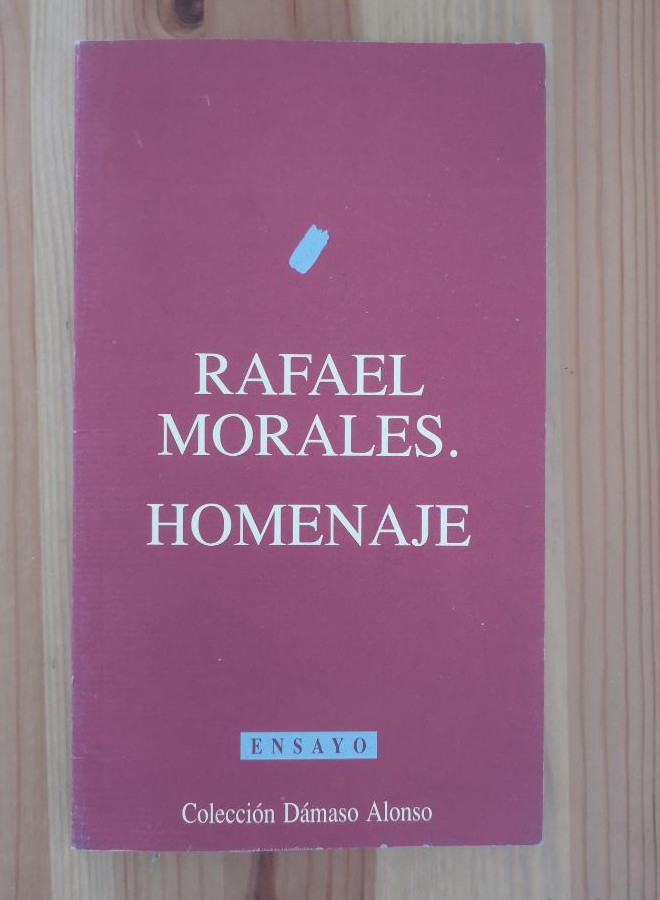 RAFAEL
MORALES.
HOMENAJE
ENSAYO
Colección Dámaso Alonso